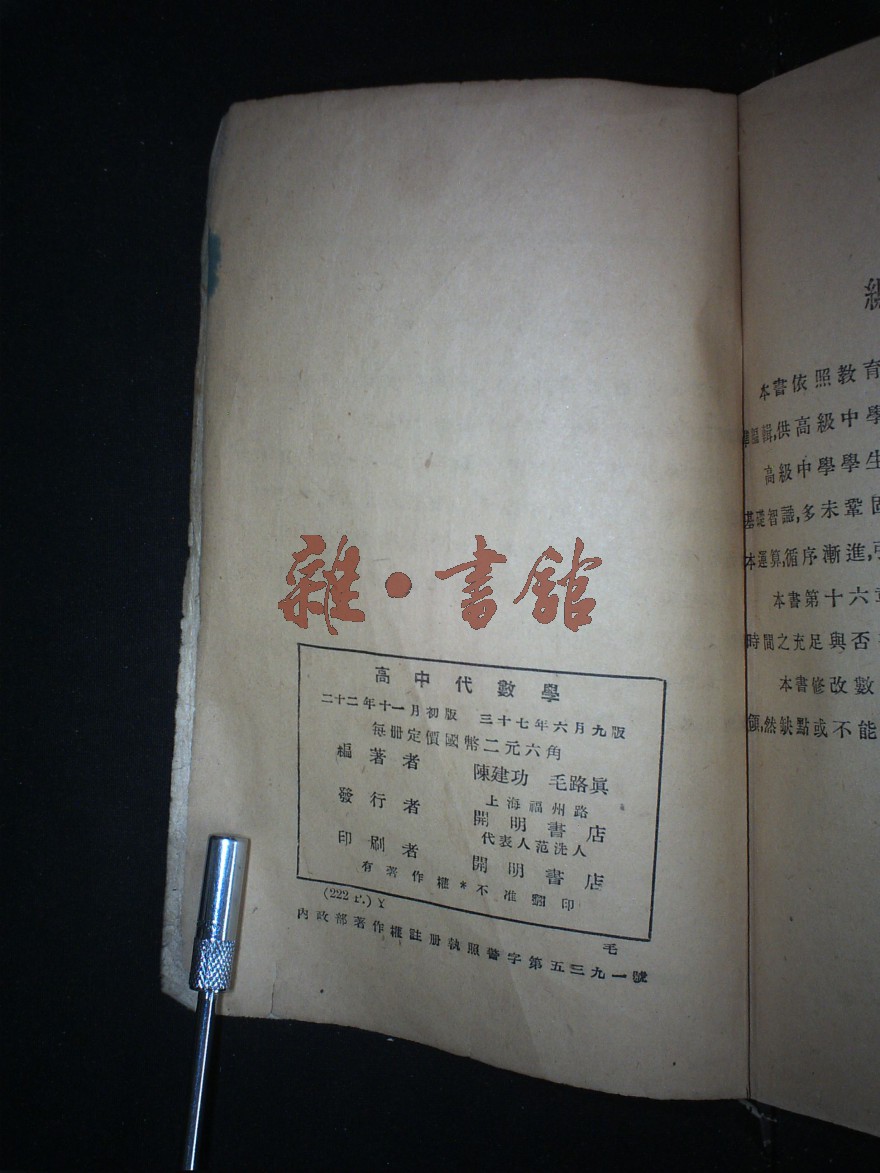 雜·書館
高中代數學
二十二年十一月初版 三十七年六月九版
每册定價國幣二元六角
編著者 陳建功 毛路眞
發行者 上海福州路
開明書店
代表人范洗人
印刷者 開明書店
有著作權*不准翻印
(222 P.) Y
毛
內政部著作權註册執照警字第五三九一號
本書依照教育
輯,供高級中學
高級中學學生
基礎智識,多未鞏固
本運算,循序漸進,
本書第十六章
時間之充足與否
本書修改數
領,然缺點或不能